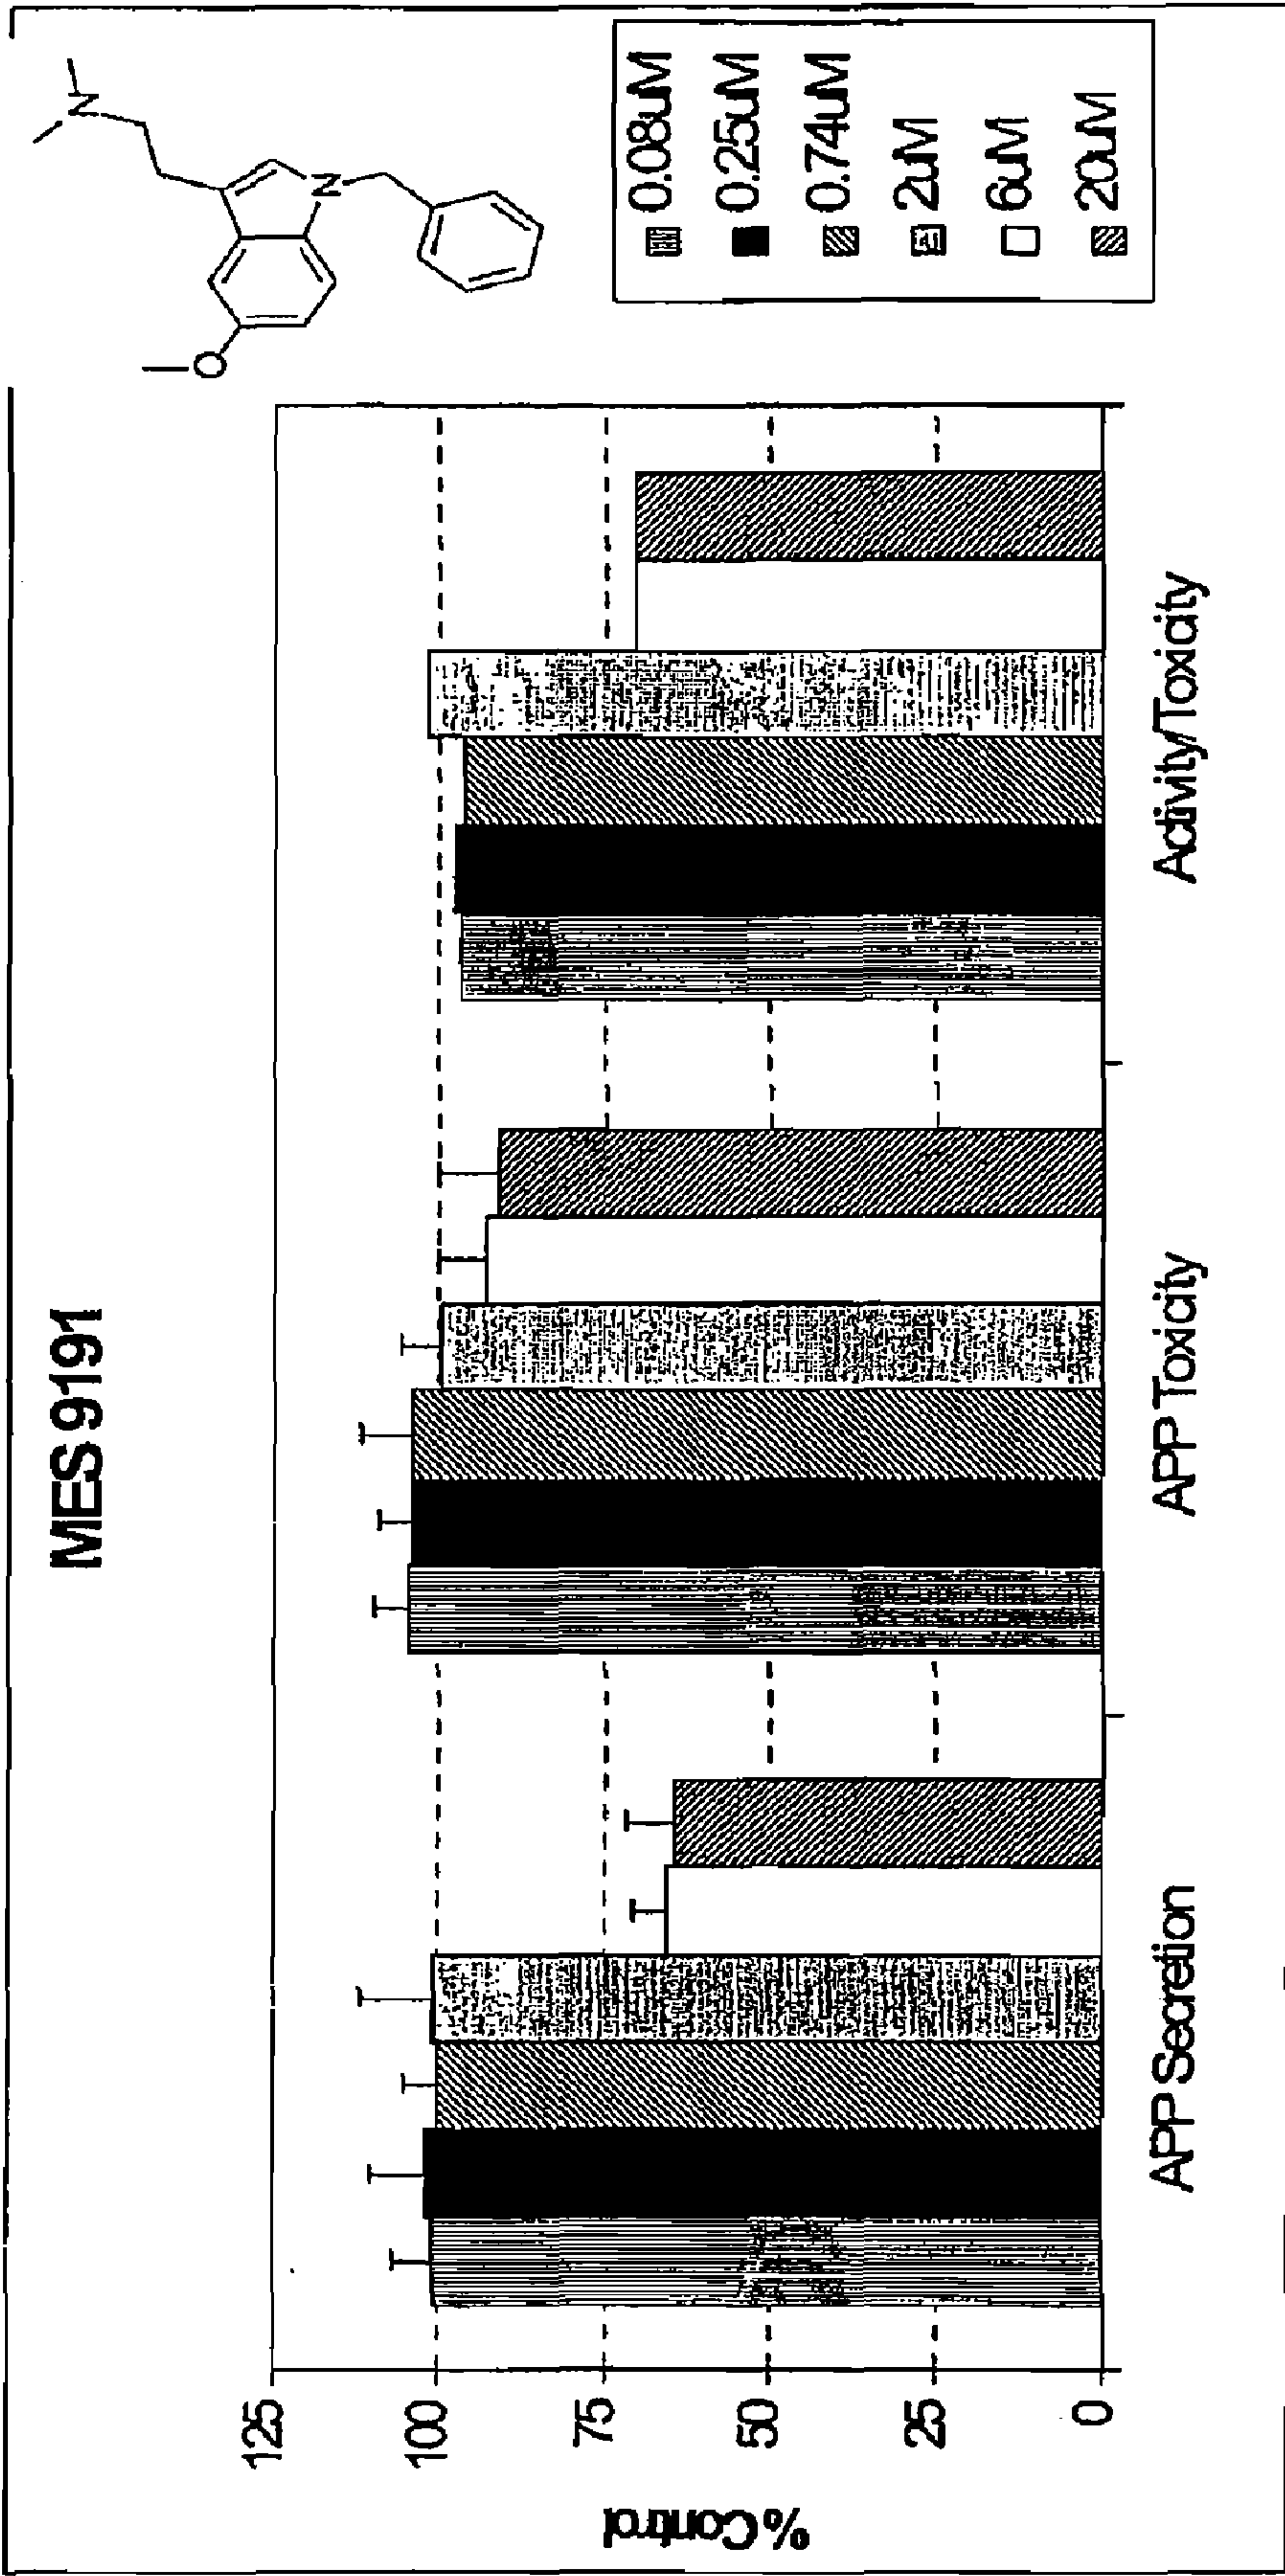 MES 9191
O
N
N
0.08uM
0.25uM
0.74uM
2uM
6uM
20uM
% Control
125
100
75
50
25
0
APP Secretion
APP Toxicity
Activity/Toxicity